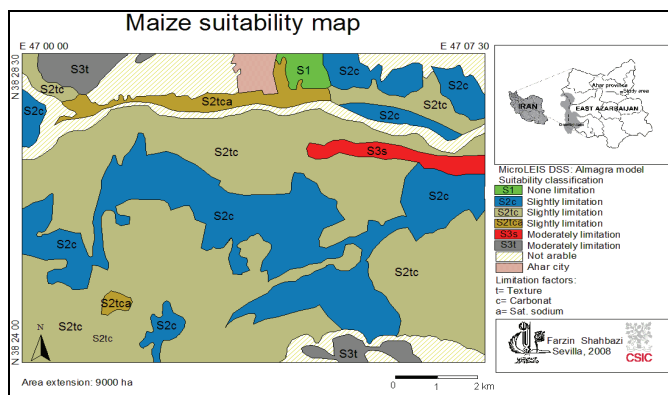 Maize suitability map
E 47 00 00
E 47 07 30
N 38 28 30
N 38 24 00
S3t
S2tc
S2c
S2tca
S1
S2c
S2c
S2tc
S2c
S2tc
S3s
S2c
S2c
S2c
S2tc
S2tca
S2tc
S2tc
S2c
S3t
N
Area extension: 9000 ha
0 1 2 km
Ahar province
Study area
IRAN
EAST AZARBAIJAN
MicroLEIS DSS: Almagra model
Suitability classification
S1 None limitation
S2c Slightly limitation
S2tc Slightly limitation
S2tca Slightly limitation
S3s Moderately limitation
S3t Moderately limitation
Not arable
Ahar city
Limitation factors:
t= Texture
c= Carbonat
a= Sat. sodium
Farzin Shahbazi
Sevilla, 2008
CSIC